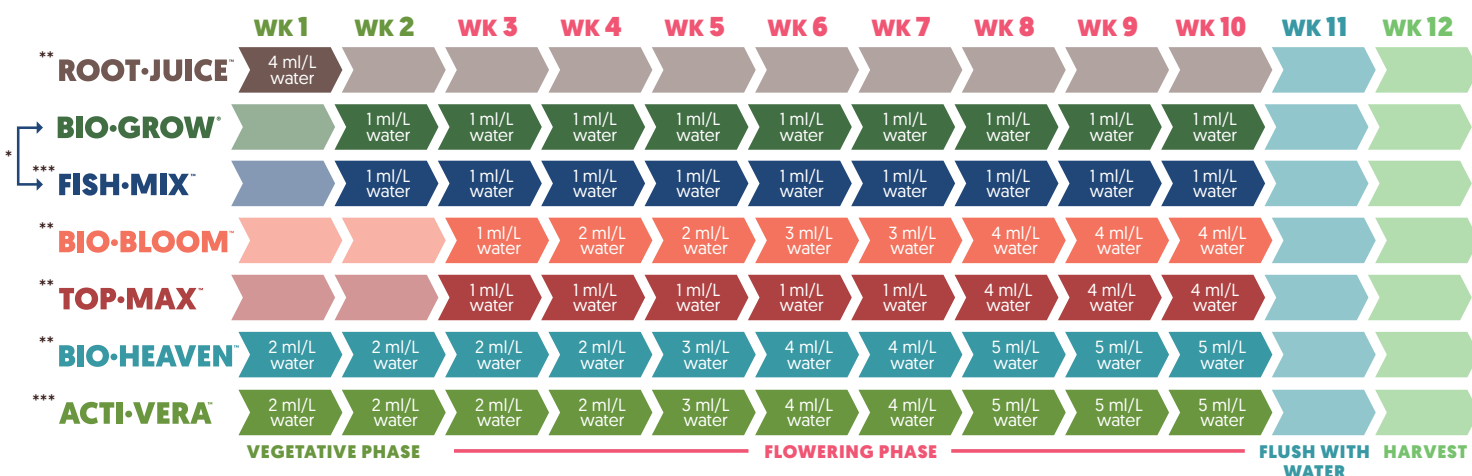 WK 1 WK 2 WK 3 WK 4 WK 5 WK 6 WK 7 WK 8 WK 9 WK 10 WK 11 WK 12
** ROOT·JUICE™ 4 ml/L water
* BIO·GROW® 1 ml/L water 1 ml/L water 1 ml/L water 1 ml/L water 1 ml/L water 1 ml/L water 1 ml/L water 1 ml/L water 1 ml/L water
*** FISH·MIX™ 1 ml/L water 1 ml/L water 1 ml/L water 1 ml/L water 1 ml/L water 1 ml/L water 1 ml/L water 1 ml/L water 1 ml/L water
** BIO·BLOOM™ 1 ml/L water 2 ml/L water 2 ml/L water 3 ml/L water 3 ml/L water 4 ml/L water 4 ml/L water 4 ml/L water
** TOP·MAX™ 1 ml/L water 1 ml/L water 1 ml/L water 1 ml/L water 1 ml/L water 4 ml/L water 4 ml/L water 4 ml/L water
** BIO·HEAVEN™ 2 ml/L water 2 ml/L water 2 ml/L water 2 ml/L water 3 ml/L water 4 ml/L water 4 ml/L water 5 ml/L water 5 ml/L water 5 ml/L water
*** ACTI·VERA™ 2 ml/L water 2 ml/L water 2 ml/L water 2 ml/L water 3 ml/L water 4 ml/L water 4 ml/L water 5 ml/L water 5 ml/L water 5 ml/L water
VEGETATIVE PHASE FLOWERING PHASE FLUSH WITH WATER HARVEST